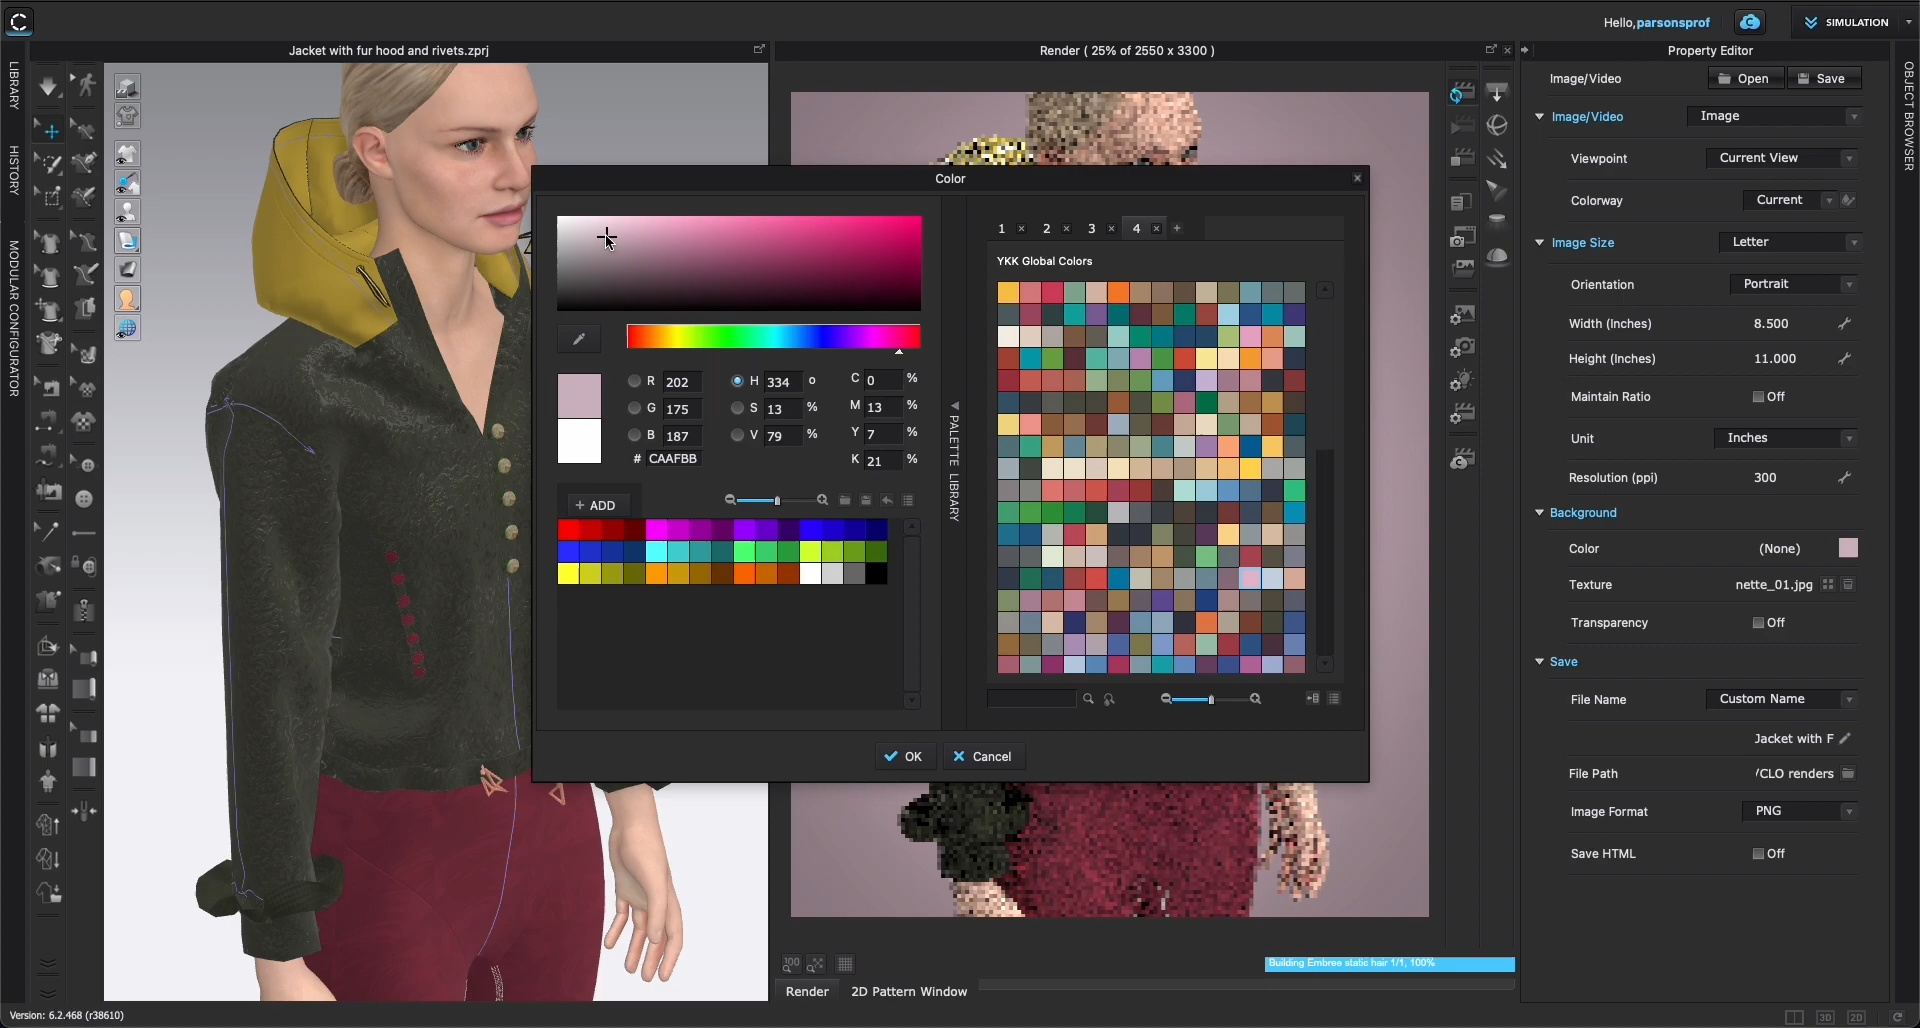 Hello,parsonsprof
SIMULATION
Jacket with fur hood and rivets.zprj
Render ( 25% of 2550 x 3300 )
Property Editor
LIBRARY
HISTORY
MODULAR CONFIGURATOR
OBJECT BROWSER
Image/Video
Open
Save
Image/Video
Image
Viewpoint
Current View
Colorway
Current
Image Size
Letter
Orientation
Portrait
Width (Inches)
8.500
Height (Inches)
11.000
Maintain Ratio
Off
Unit
Inches
Resolution (ppi)
300
Background
Color
(None)
Texture
nette_01.jpg
Transparency
Off
Save
File Name
Custom Name
Jacket with F
File Path
/CLO renders
Image Format
PNG
Save HTML
Off
Color
1 2 3 4
YKK Global Colors
R 202 H 334 o C 0 %
G 175 S 13 % M 13 %
B 187 V 79 % Y 7 %
# CAAFBB K 21 %
+ ADD
PALETTE LIBRARY
OK
Cancel
100
Building Embree static hair 1/1, 100%
Render
2D Pattern Window
Version: 6.2.468 (r38610)
3D
2D